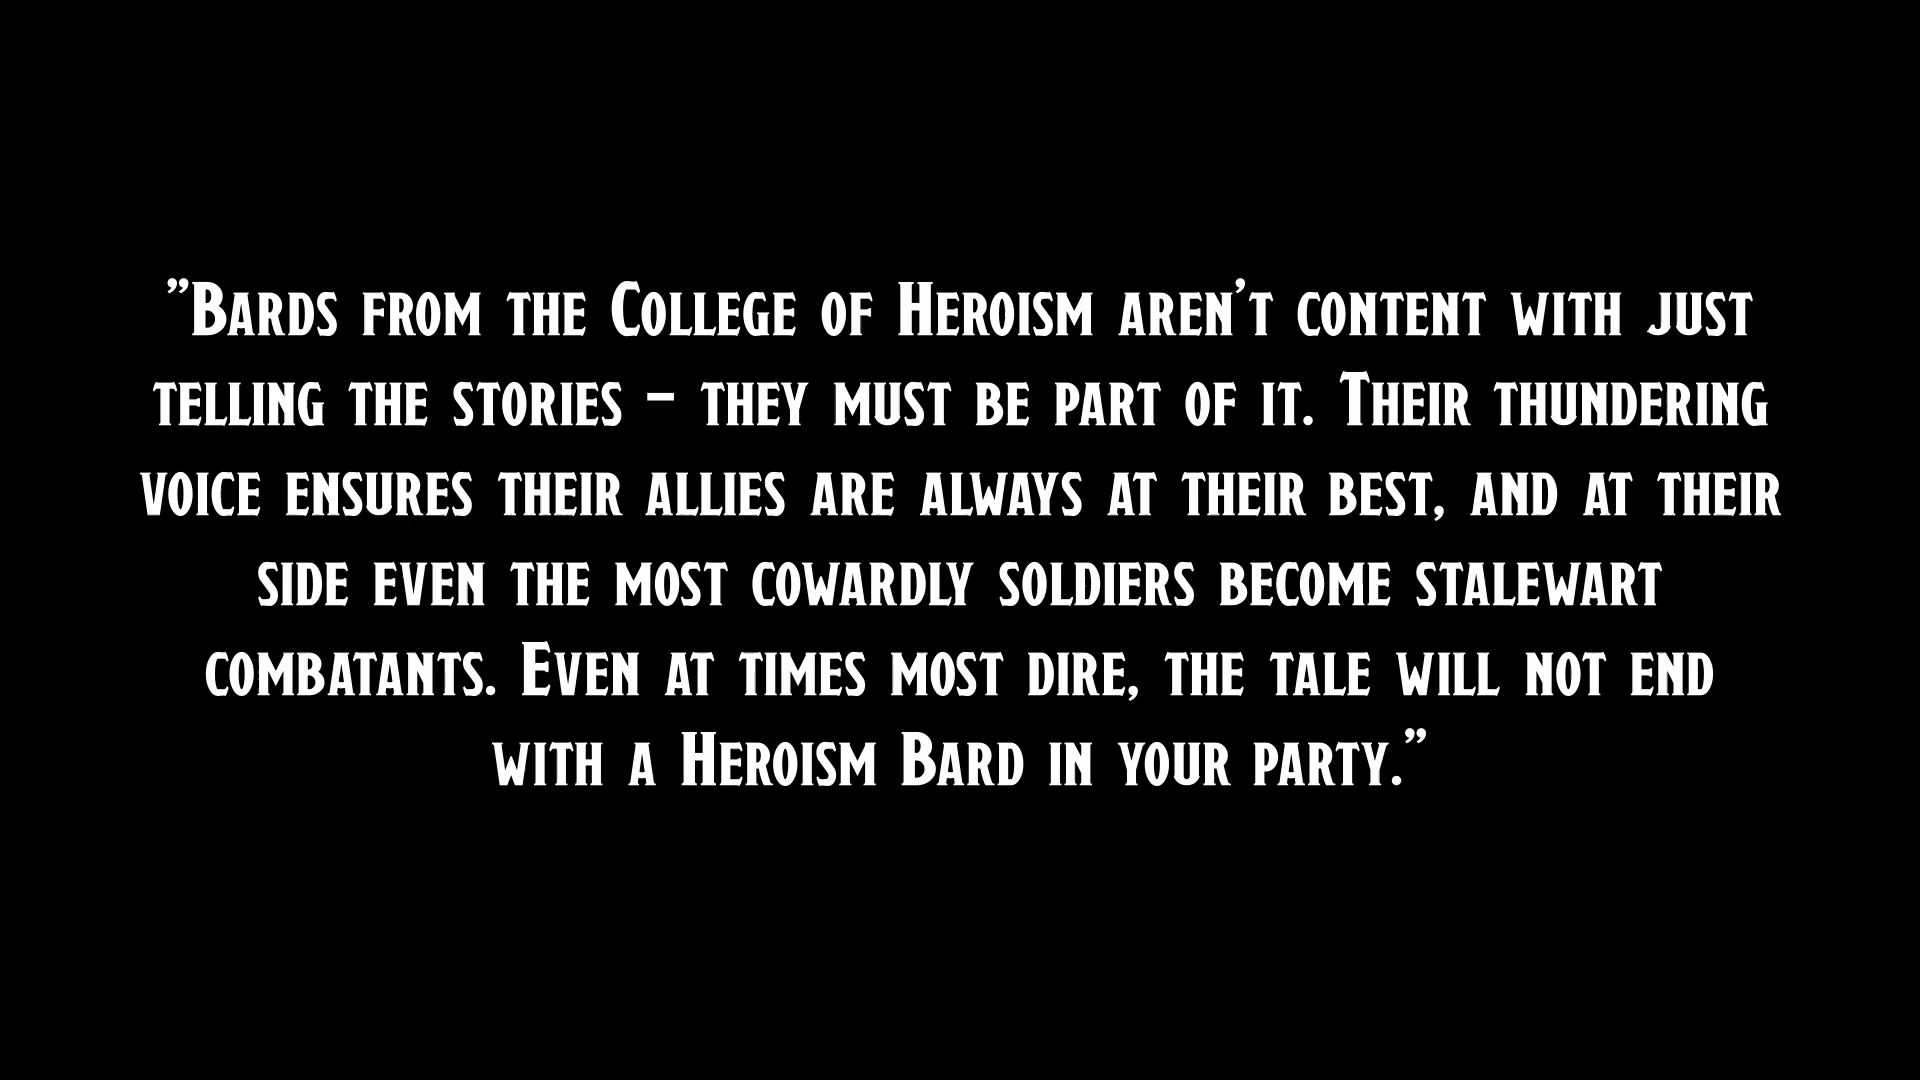 ”Bards from the College of Heroism aren’t content with just
telling the stories – they must be part of it. Their thundering
voice ensures their allies are always at their best, and at their
side even the most cowardly soldiers become stalewart
combatants. Even at times most dire, the tale will not end
with a Heroism Bard in your party.”